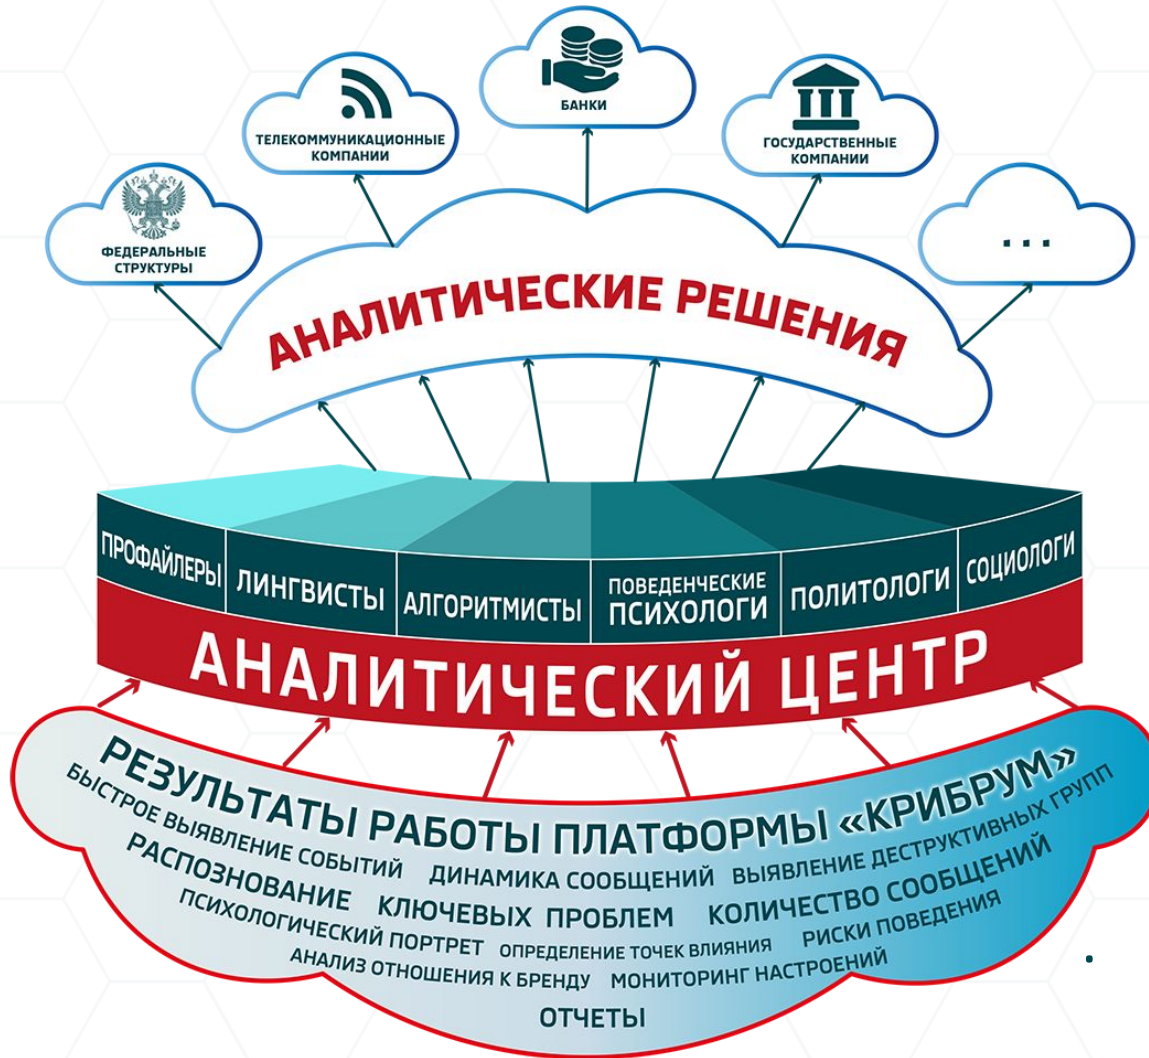 БАНКИ
ТЕЛЕКОММУНИКАЦИОННЫЕ
КОМПАНИИ
ГОСУДАРСТВЕННЫЕ
КОМПАНИИ
ФЕДЕРАЛЬНЫЕ
СТРУКТУРЫ
...
АНАЛИТИЧЕСКИЕ РЕШЕНИЯ
ПРОФАЙЛЕРЫ
ЛИНГВИСТЫ
АЛГОРИТМИСТЫ
ПОВЕДЕНЧЕСКИЕ
ПСИХОЛОГИ
ПОЛИТОЛОГИ
СОЦИОЛОГИ
АНАЛИТИЧЕСКИЙ ЦЕНТР
РЕЗУЛЬТАТЫ РАБОТЫ ПЛАТФОРМЫ «КРИБРУМ»
БЫСТРОЕ ВЫЯВЛЕНИЕ СОБЫТИЙ ДИНАМИКА СООБЩЕНИЙ ВЫЯВЛЕНИЕ ДЕСТРУКТИВНЫХ ГРУПП
РАСПОЗНОВАНИЕ КЛЮЧЕВЫХ ПРОБЛЕМ КОЛИЧЕСТВО СООБЩЕНИЙ
ПСИХОЛОГИЧЕСКИЙ ПОРТРЕТ ОПРЕДЕЛЕНИЕ ТОЧЕК ВЛИЯНИЯ РИСКИ ПОВЕДЕНИЯ
АНАЛИЗ ОТНОШЕНИЯ К БРЕНДУ МОНИТОРИНГ НАСТРОЕНИЙ
ОТЧЕТЫ